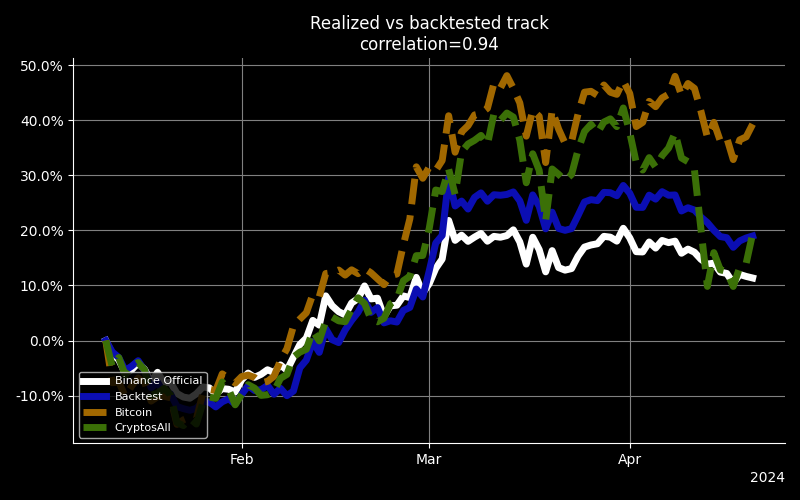 Realized vs backtested track
correlation=0.94
50.0%
40.0%
30.0%
20.0%
10.0%
0.0%
-10.0%
Binance Official
Backtest
Bitcoin
CryptosAll
Feb
Mar
Apr
2024